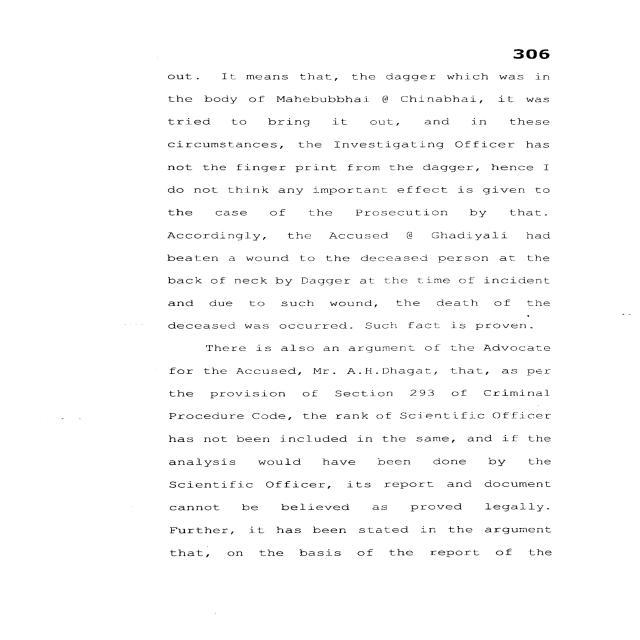 306
out. It means that, the dagger which was in
the body of Mahebubbhai @ Chinabhai, it was
tried to bring it out, and in these
circumstances, the Investigating Officer has
not the finger print from the dagger, hence I
do not think any important effect is given to
the case of the Prosecution by that.
Accordingly, the Accused @ Ghadiyali had
beaten a wound to the deceased person at the
back of neck by Dagger at the time of incident
and due to such wound, the death of the
deceased was occurred. Such fact is proven.
There is also an argument of the Advocate
for the Accused, Mr. A.H.Dhagat, that, as per
the provision of Section 293 of Criminal
Procedure Code, the rank of Scientific Officer
has not been included in the same, and if the
analysis would have been done by the
Scientific Officer, its report and document
cannot be believed as proved legally.
Further, it has been stated in the argument
that, on the basis of the report of the